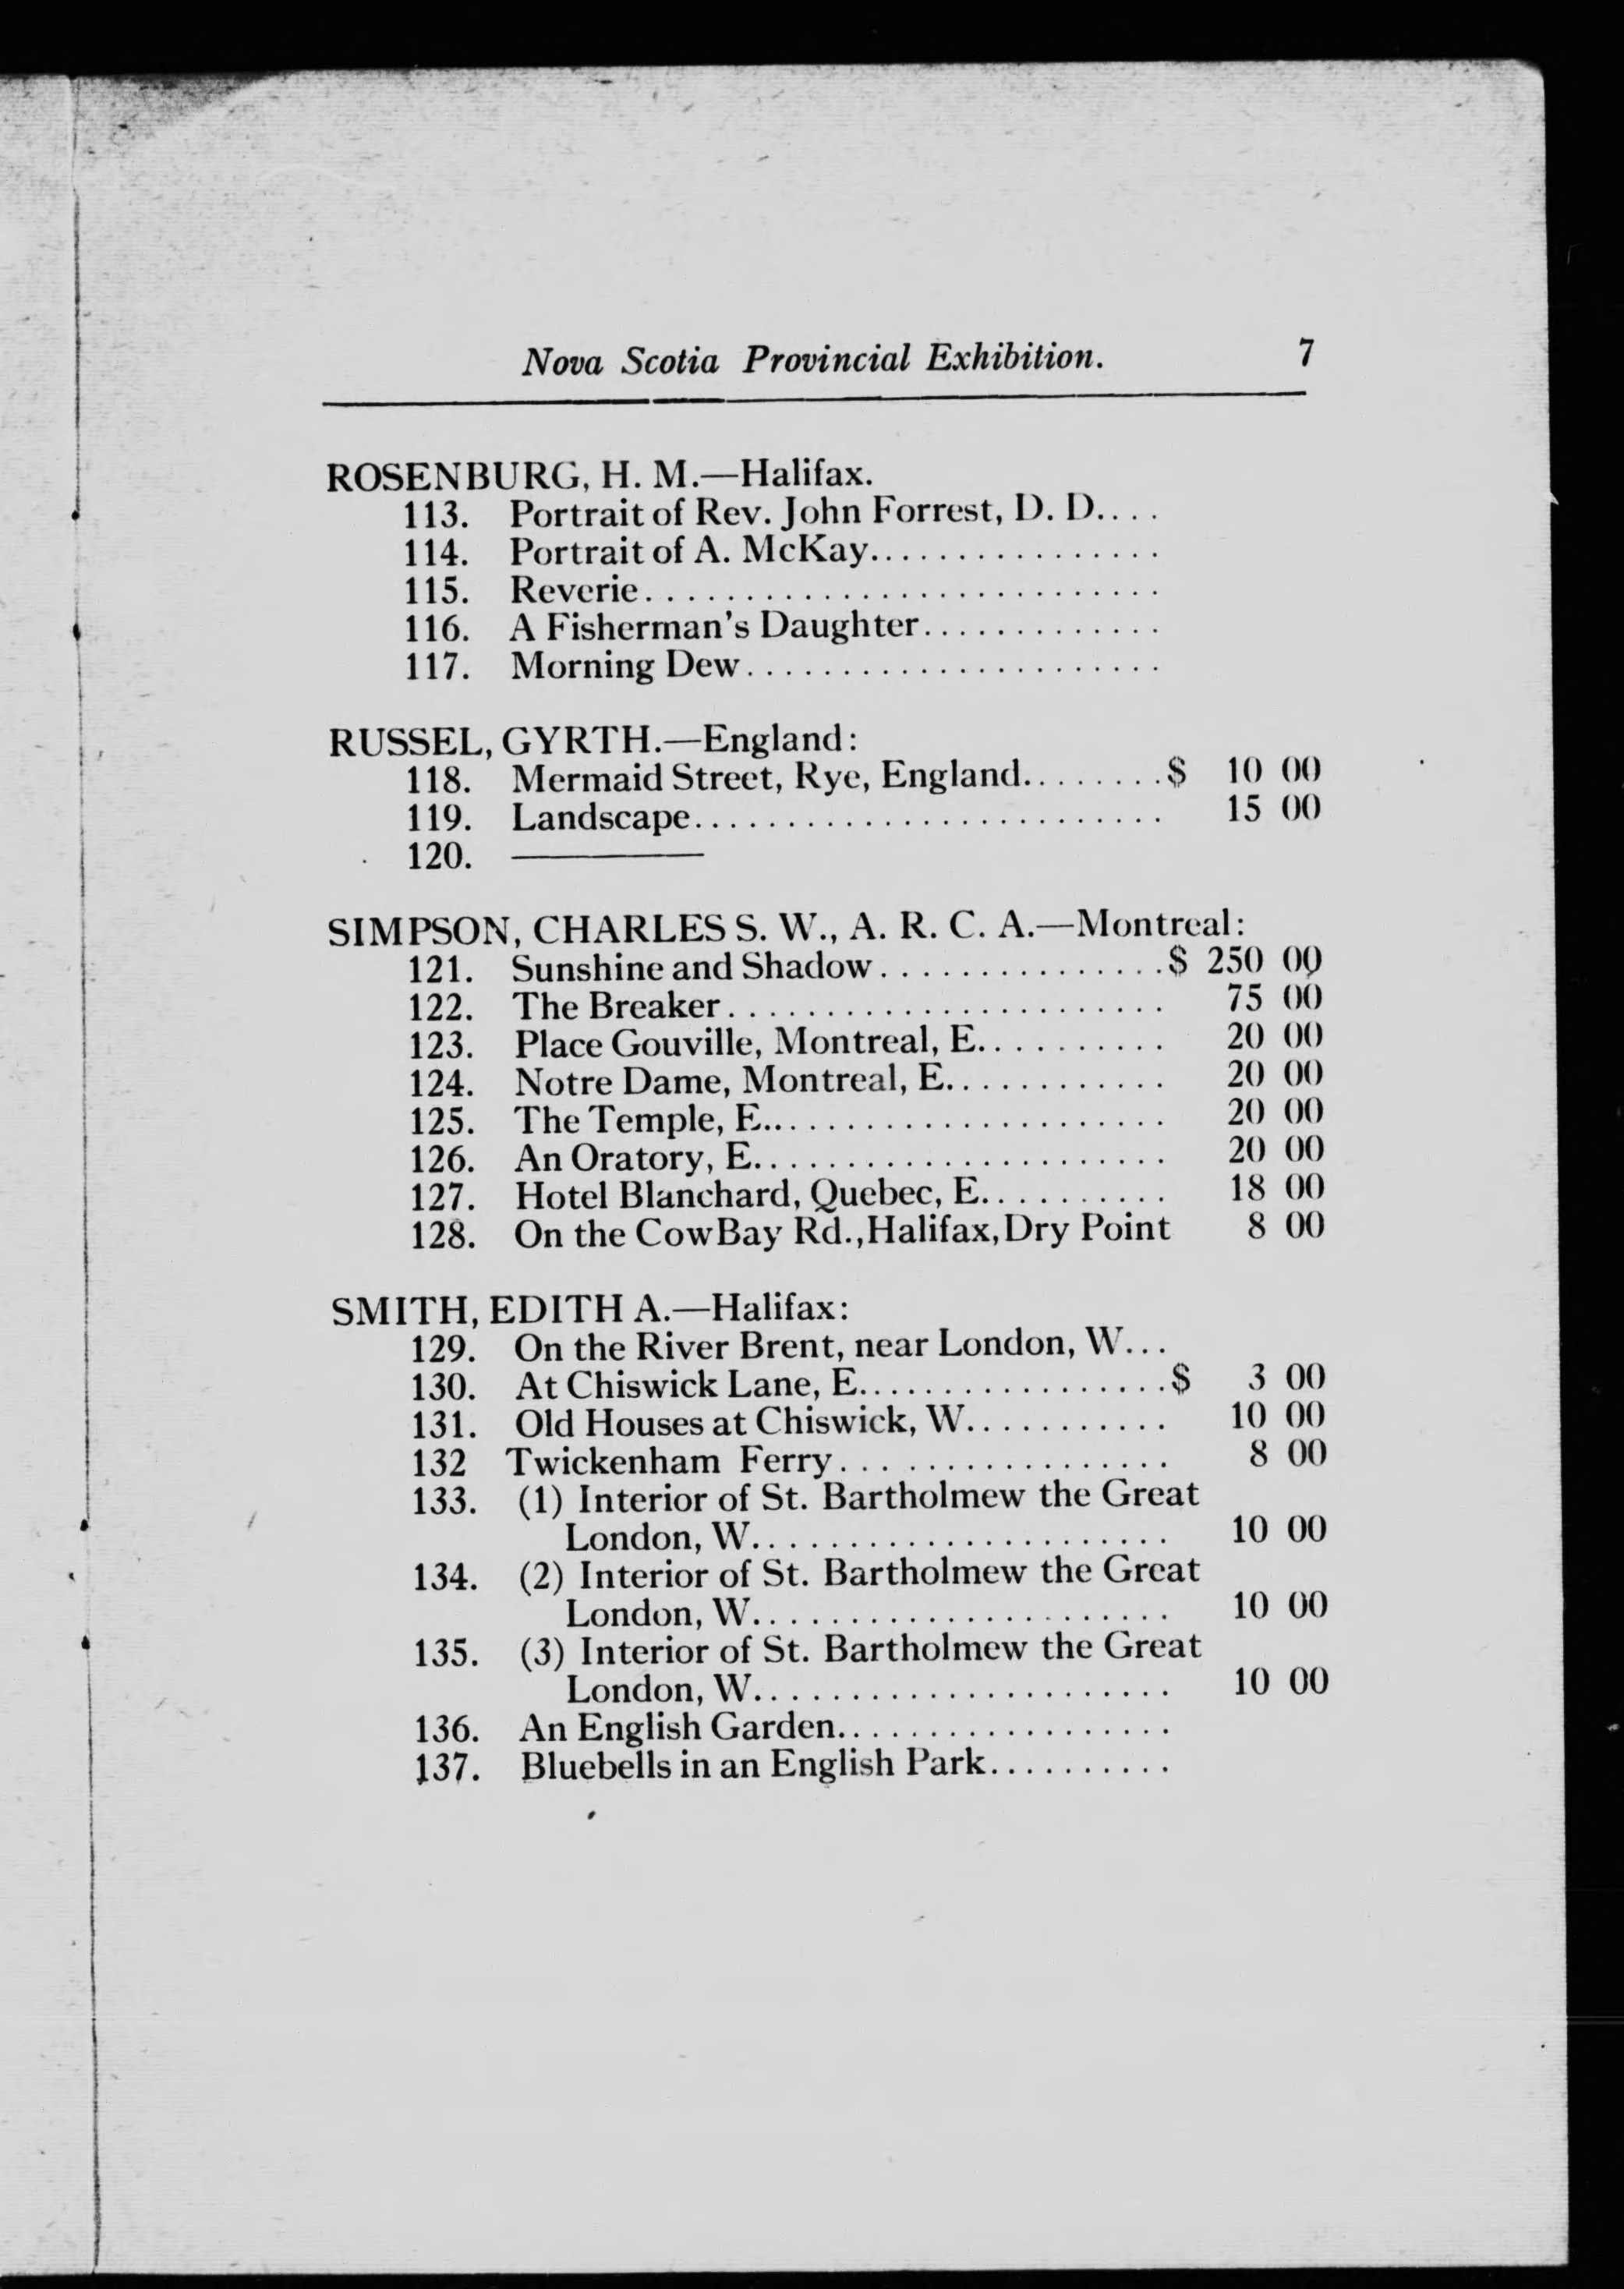 Nova Scotia Provincial Exhibition. 7
ROSENBURG, H. M.—Halifax.
113. Portrait of Rev. John Forrest, D. D....
114. Portrait of A. McKay................
115. Reverie...........................
116. A Fisherman's Daughter.............
117. Morning Dew......................
RUSSEL, GYRTH.—England:
118. Mermaid Street, Rye, England........$ 10 00
119. Landscape......................... 15 00
120. ————
SIMPSON, CHARLES S. W., A. R. C. A.—Montreal:
121. Sunshine and Shadow...............$ 250 00
122. The Breaker....................... 75 00
123. Place Gouville, Montreal, E.......... 20 00
124. Notre Dame, Montreal, E............ 20 00
125. The Temple, E...................... 20 00
126. An Oratory, E...................... 20 00
127. Hotel Blanchard, Quebec, E.......... 18 00
128. On the CowBay Rd.,Halifax,Dry Point 8 00
SMITH, EDITH A.—Halifax:
129. On the River Brent, near London, W...
130. At Chiswick Lane, E.................$ 3 00
131. Old Houses at Chiswick, W........... 10 00
132 Twickenham Ferry................. 8 00
133. (1) Interior of St. Bartholmew the Great
London, W...................... 10 00
134. (2) Interior of St. Bartholmew the Great
London, W...................... 10 00
135. (3) Interior of St. Bartholmew the Great
London, W...................... 10 00
136. An English Garden..................
137. Bluebells in an English Park..........